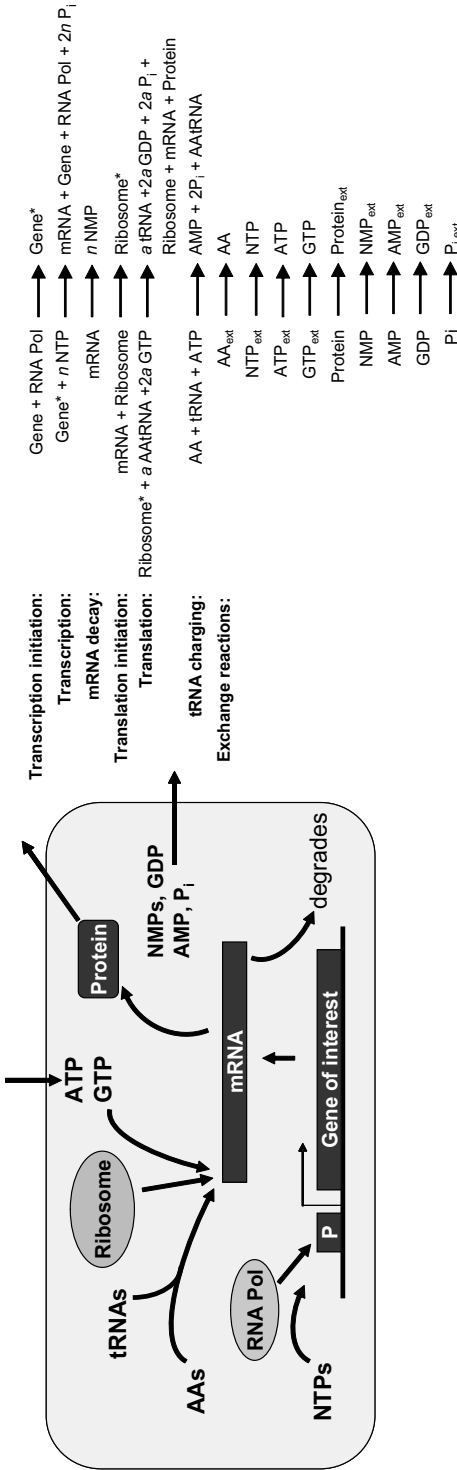 ATP
GTP
Protein
Ribosome
tRNAs
AAs
NMPs, GDP
AMP, Pi
mRNA
degrades
RNA Pol
NTPs
P
Gene of interest
Transcription initiation: Gene + RNA Pol Gene*
Transcription: Gene* + n NTP mRNA + Gene + RNA Pol + 2n Pi
mRNA decay: mRNA n NMP
Translation initiation: mRNA + Ribosome Ribosome*
Translation: Ribosome* + a AAtRNA +2a GTP a tRNA +2a GDP + 2a Pi +
Ribosome + mRNA + Protein
tRNA charging: AA + tRNA + ATP AMP + 2Pi + AAtRNA
Exchange reactions: AAext AA
NTPext NTP
ATPext ATP
GTPext GTP
Protein Proteinext
NMP NMPext
AMP AMPext
GDP GDPext
Pi Pi,ext